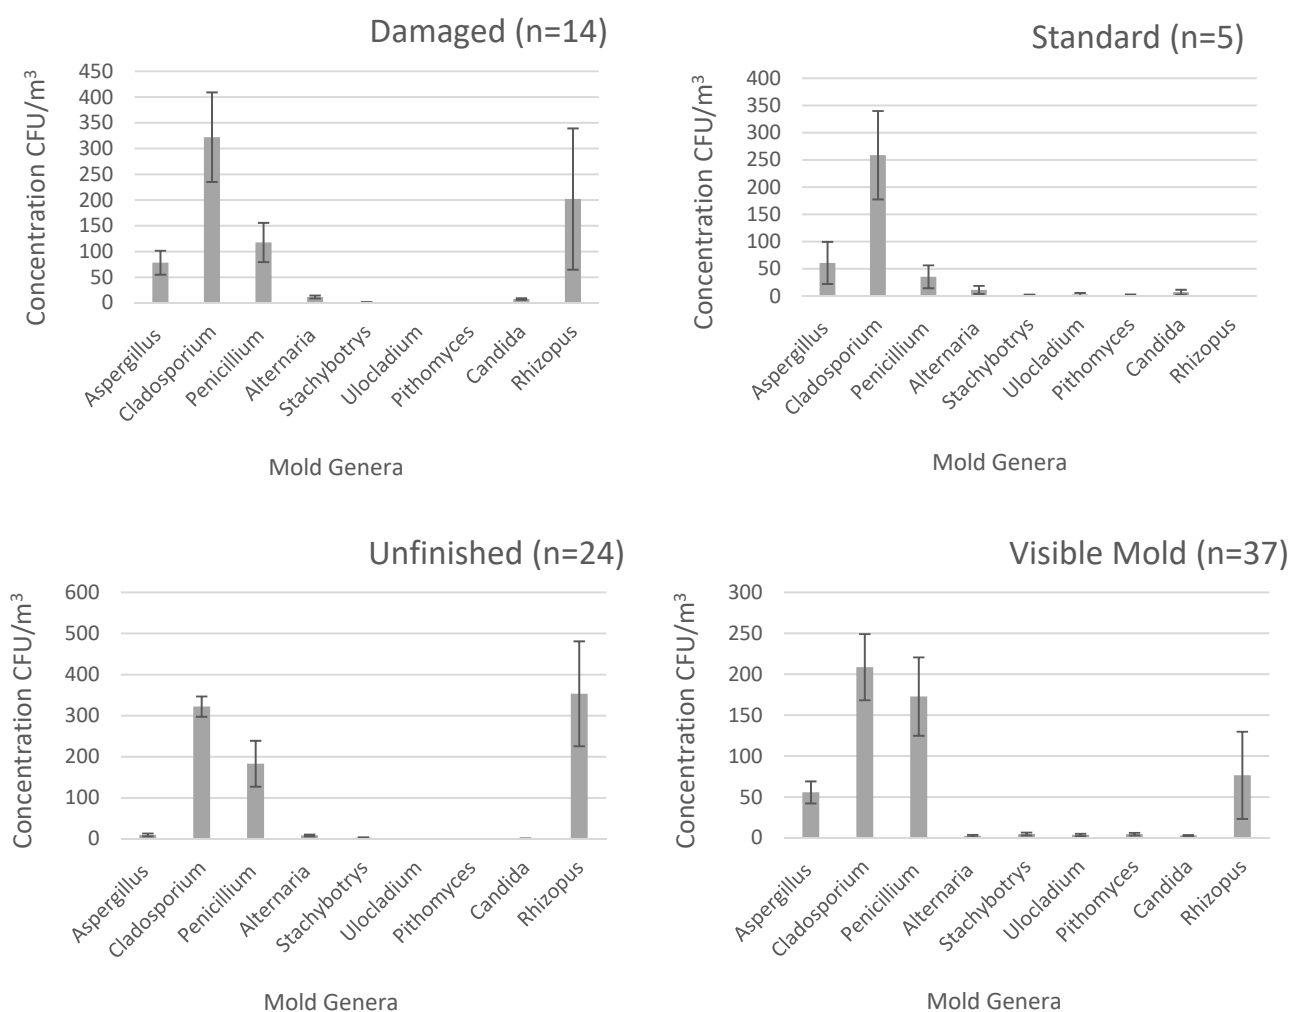 Damaged (n=14)
Concentration CFU/m³
450
400
350
300
250
200
150
100
50
0
Aspergillus
Cladosporium
Penicillium
Alternaria
Stachybotrys
Ulocladium
Pithomyces
Candida
Rhizopus
Mold Genera
Standard (n=5)
Concentration CFU/m³
400
350
300
250
200
150
100
50
0
Aspergillus
Cladosporium
Penicillium
Alternaria
Stachybotrys
Ulocladium
Pithomyces
Candida
Rhizopus
Mold Genera
Unfinished (n=24)
Concentration CFU/m³
600
500
400
300
200
100
0
Aspergillus
Cladosporium
Penicillium
Alternaria
Stachybotrys
Ulocladium
Pithomyces
Candida
Rhizopus
Mold Genera
Visible Mold (n=37)
Concentration CFU/m³
300
250
200
150
100
50
0
Aspergillus
Cladosporium
Penicillium
Alternaria
Stachybotrys
Ulocladium
Pithomyces
Candida
Rhizopus
Mold Genera